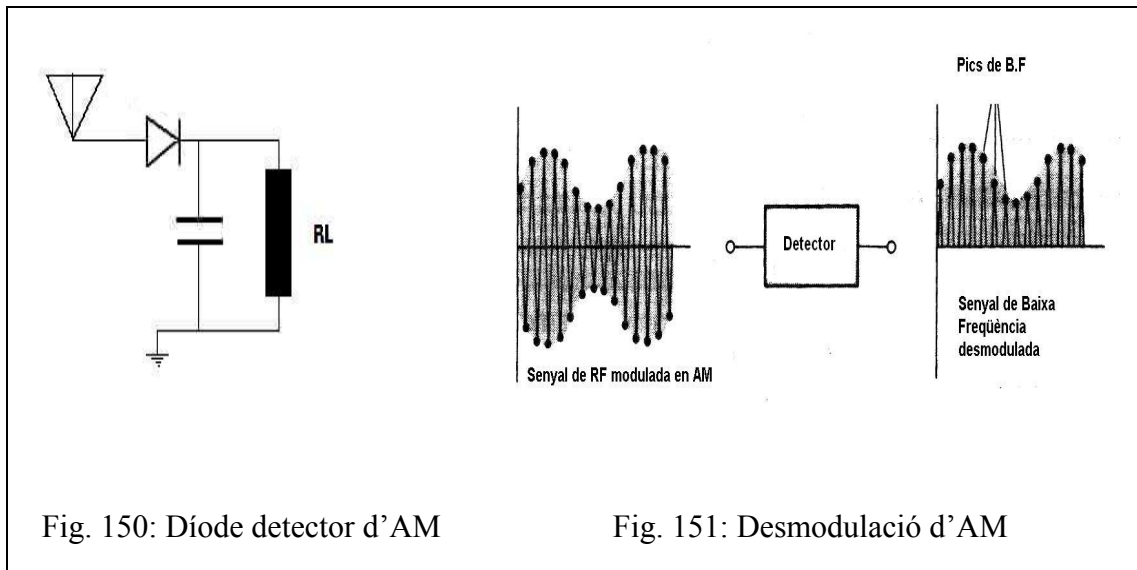 RL
Pics de B.F
Detector
Senyal de RF modulada en AM
Senyal de Baixa
Freqüència
desmodulada
Fig. 150: Díode detector d’AM
Fig. 151: Desmodulació d’AM